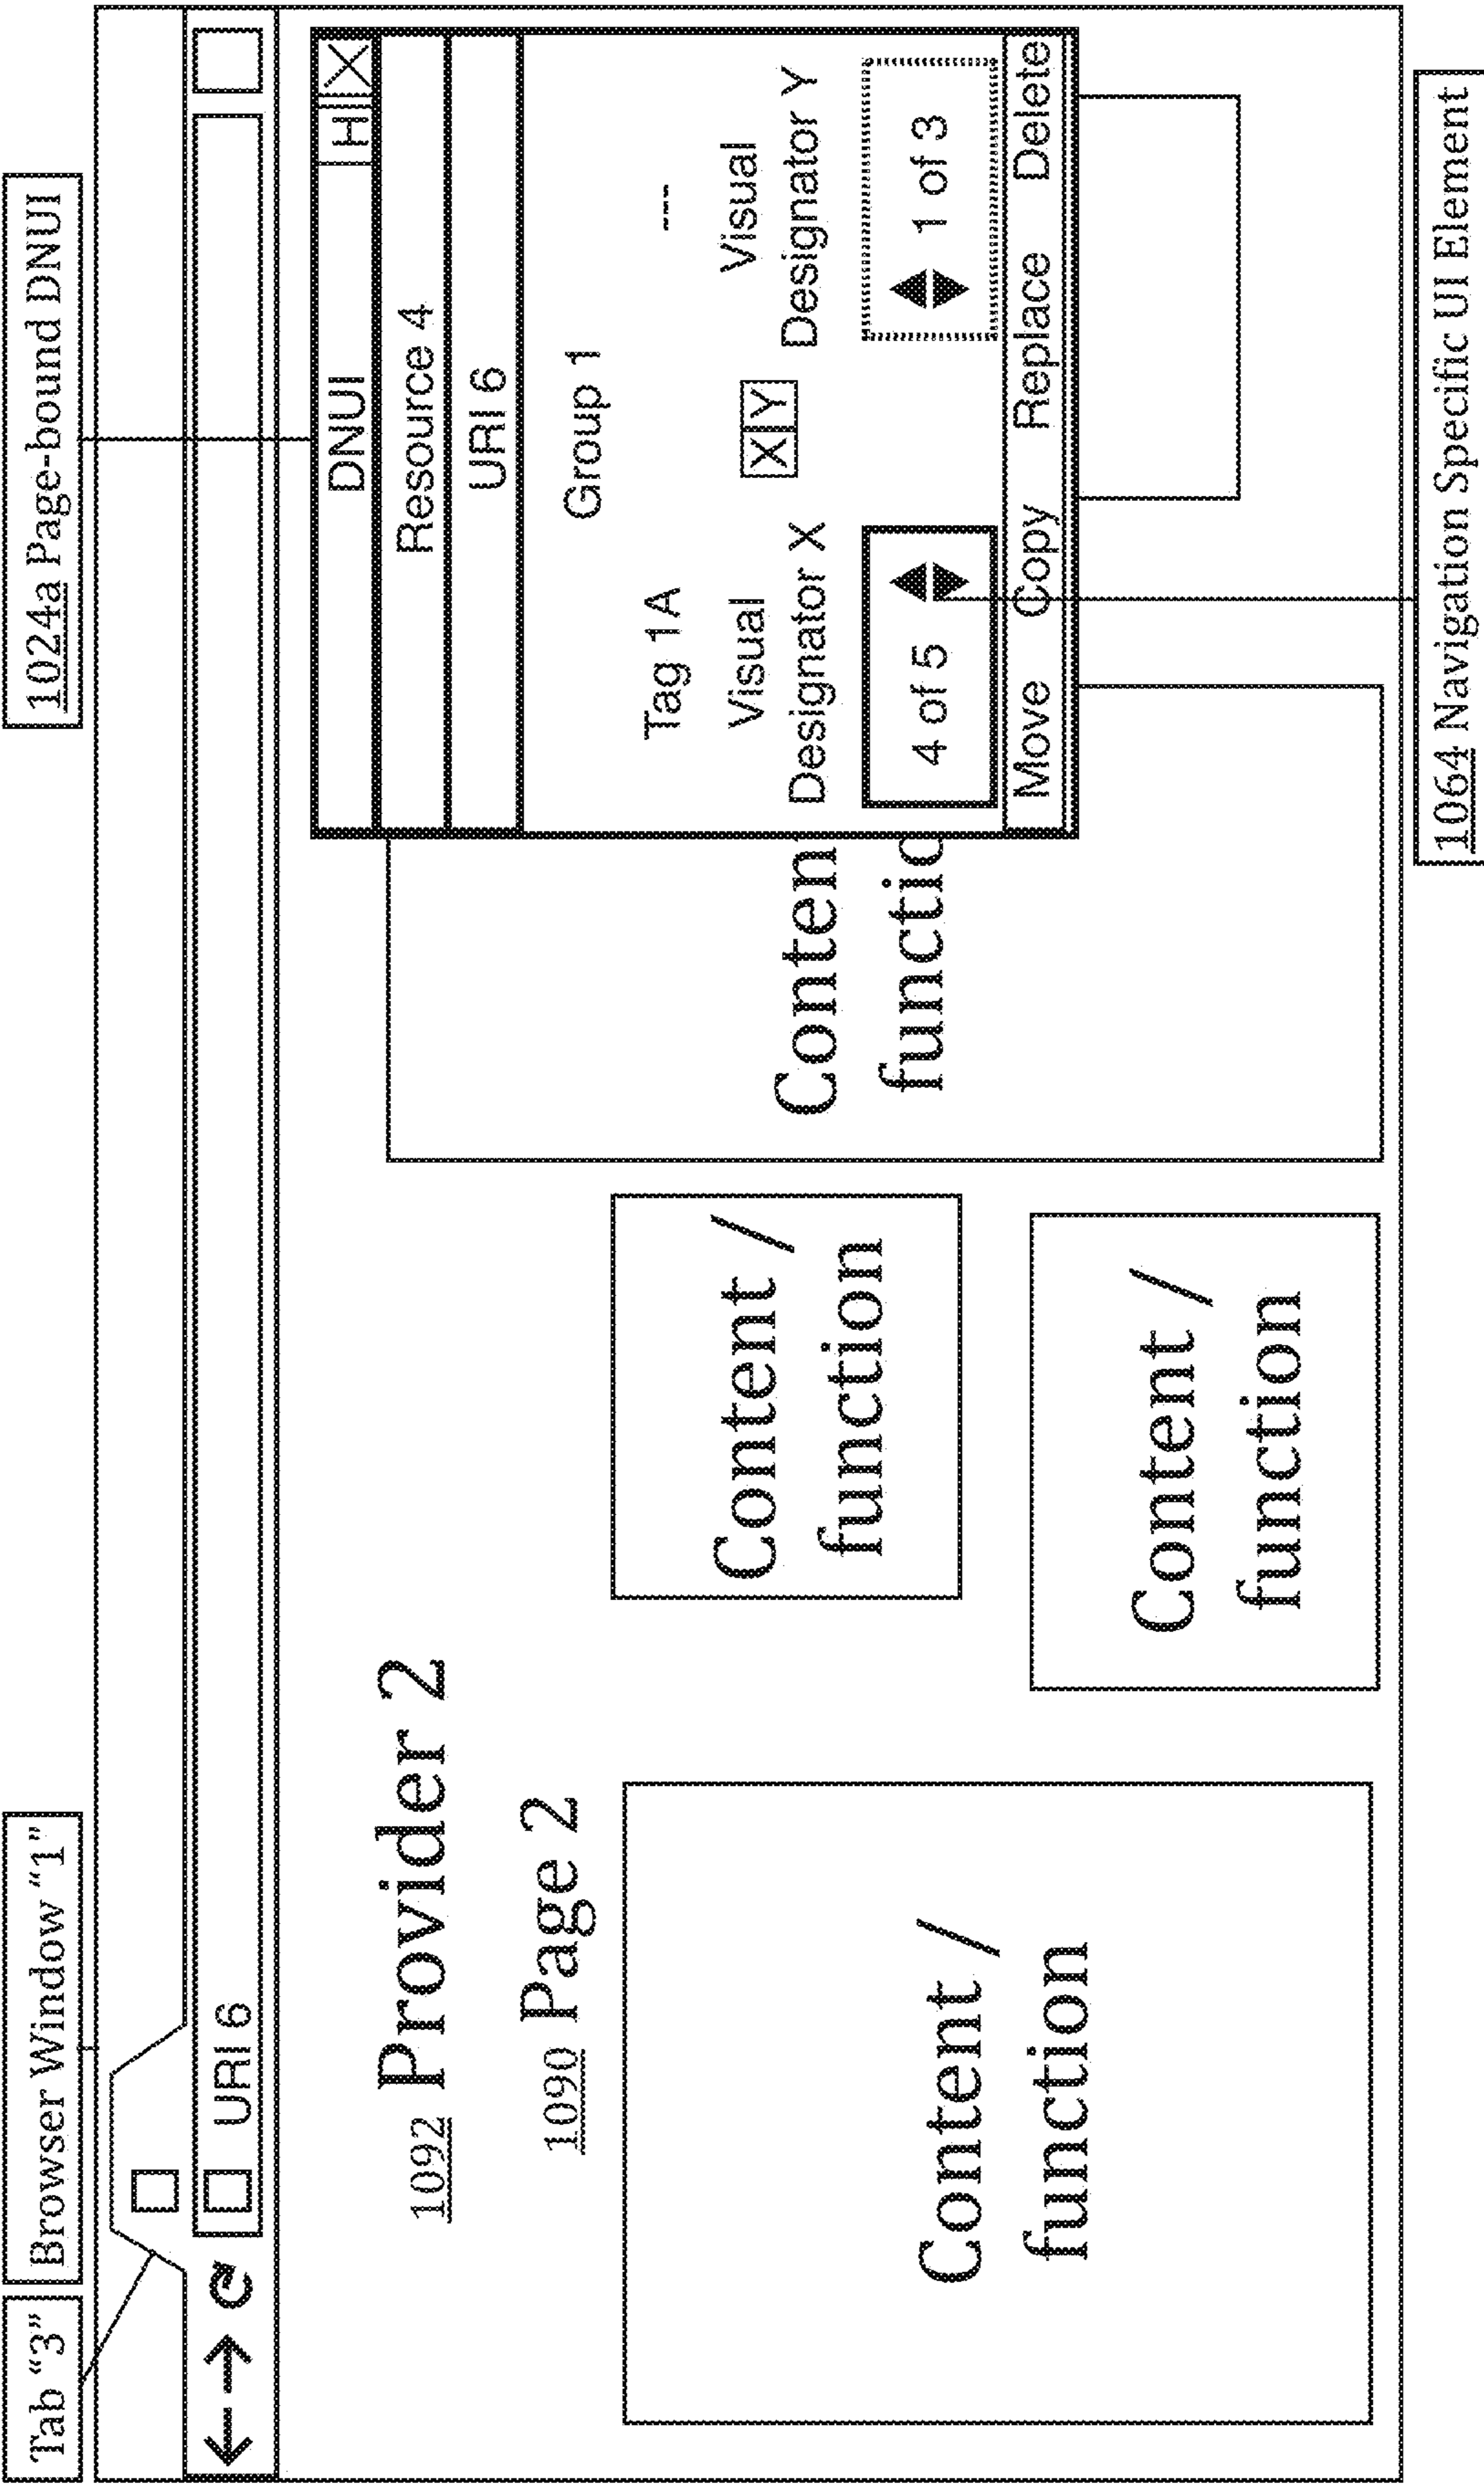 Tab “3”
Browser Window “1”
1024a Page-bound DNUI
URI 6
1092 Provider 2
1090 Page 2
Content /
function
Content /
function
Content /
function
Conten
functio
DNUI
H
X
Resource 4
URI 6
Group 1
Tag 1A
---
Visual
Designator X
X Y
Visual
Designator Y
4 of 5
1 of 3
Move Copy Replace Delete
1064 Navigation Specific UI Element